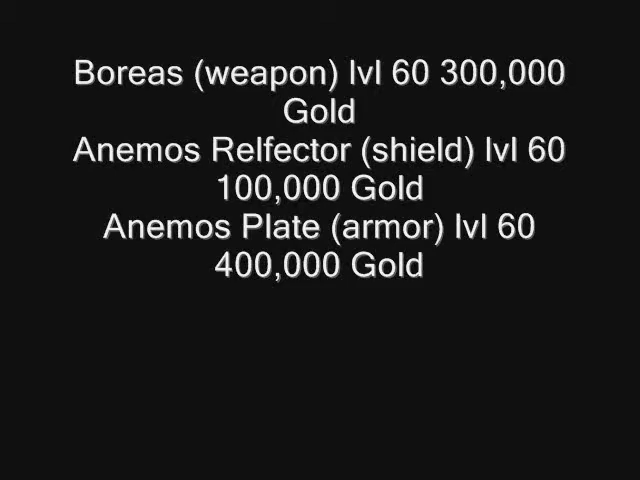 Boreas (weapon) lvl 60 300,000
Gold
Anemos Relfector (shield) lvl 60
100,000 Gold
Anemos Plate (armor) lvl 60
400,000 Gold